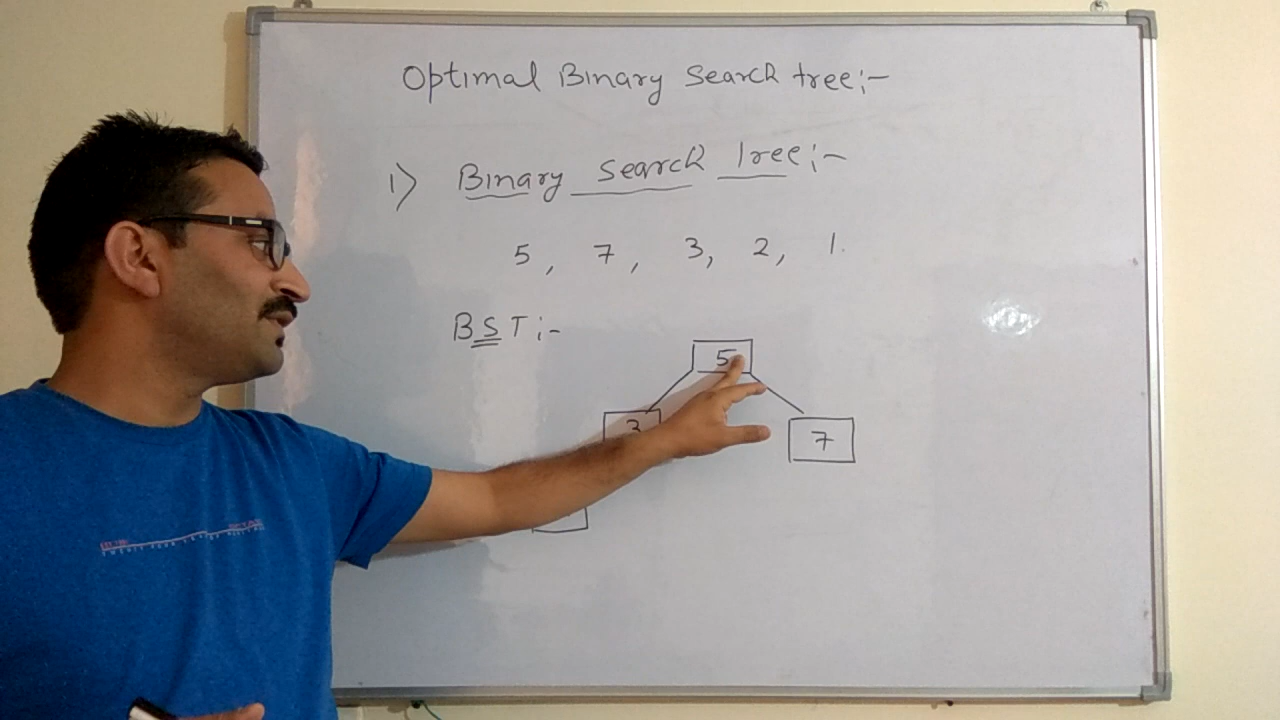 Optimal Binary Search tree:-
1) Binary Search Tree:-
5, 7, 3, 2, 1.
BST:-
5
3
7